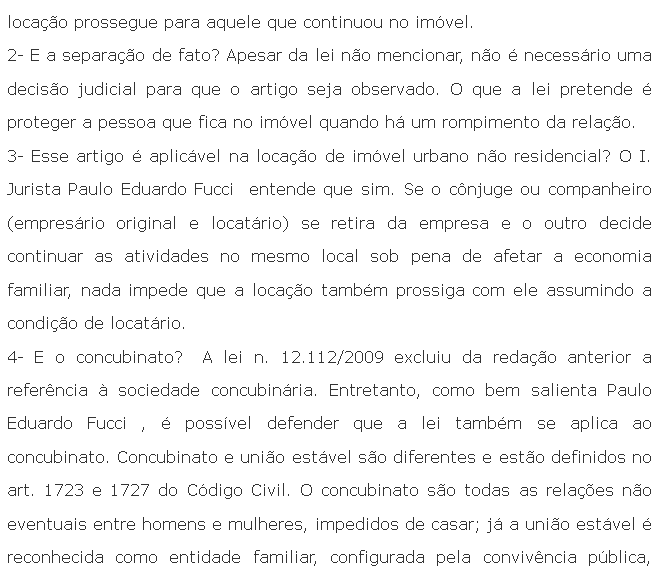 locação prossegue para aquele que continuou no imóvel.
2- E a separação de fato? Apesar da lei não mencionar, não é necessário uma
decisão judicial para que o artigo seja observado. O que a lei pretende é
proteger a pessoa que fica no imóvel quando há um rompimento da relação.
3- Esse artigo é aplicável na locação de imóvel urbano não residencial? O I.
Jurista Paulo Eduardo Fucci  entende que sim. Se o cônjuge ou companheiro
(empresário original e locatário) se retira da empresa e o outro decide
continuar as atividades no mesmo local sob pena de afetar a economia
familiar, nada impede que a locação também prossiga com ele assumindo a
condição de locatário.
4- E o concubinato?  A lei n. 12.112/2009 excluiu da redação anterior a
referência à sociedade concubinária. Entretanto, como bem salienta Paulo
Eduardo Fucci , é possível defender que a lei também se aplica ao
concubinato. Concubinato e união estável são diferentes e estão definidos no
art. 1723 e 1727 do Código Civil. O concubinato são todas as relações não
eventuais entre homens e mulheres, impedidos de casar; já a união estável é
reconhecida como entidade familiar, configurada pela convivência pública,